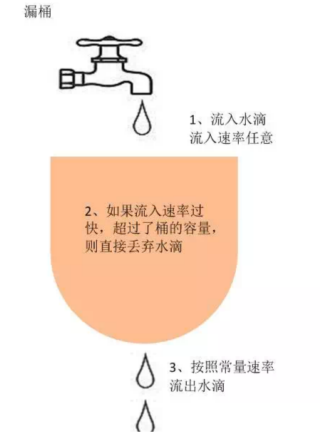 漏桶
1、流入水滴
流入速率任意
2、如果流入速率过
快，超过了桶的容量，
则直接丢弃水滴
3、按照常量速率
流出水滴